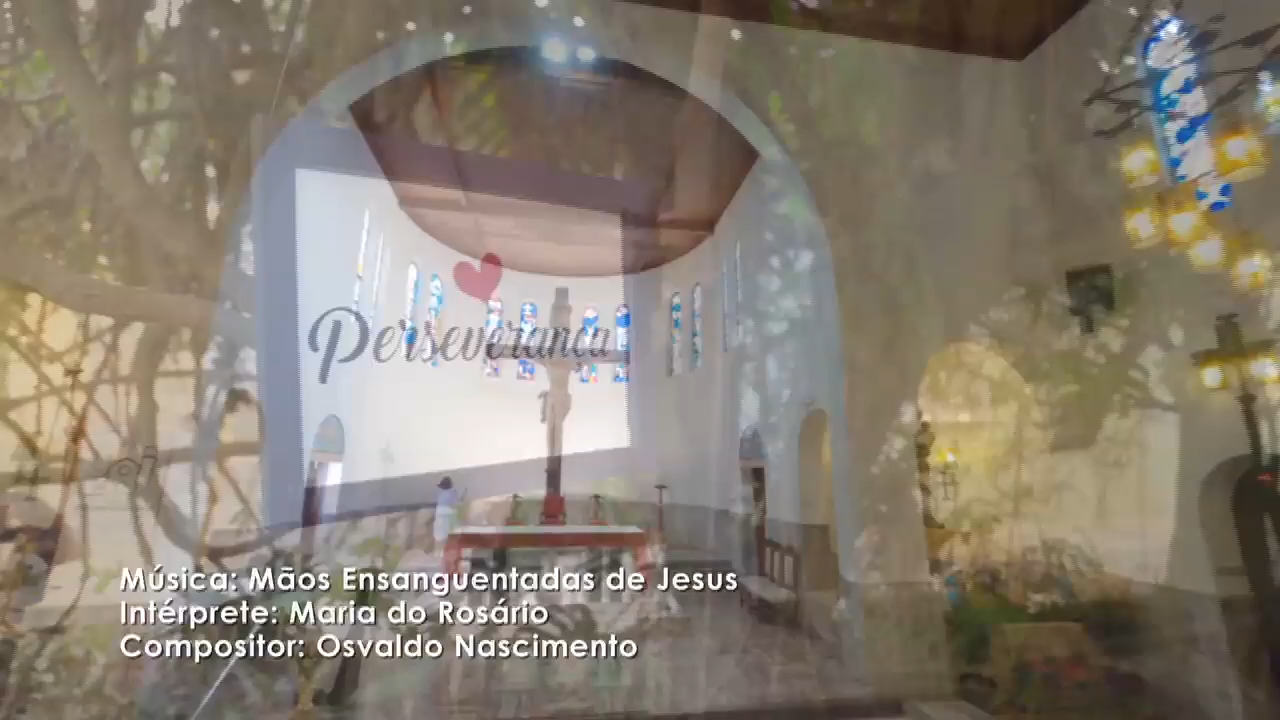 Perseverança
Música: Mãos Ensanguentadas de Jesus
Intérprete: Maria do Rosário
Compositor: Osvaldo Nascimento